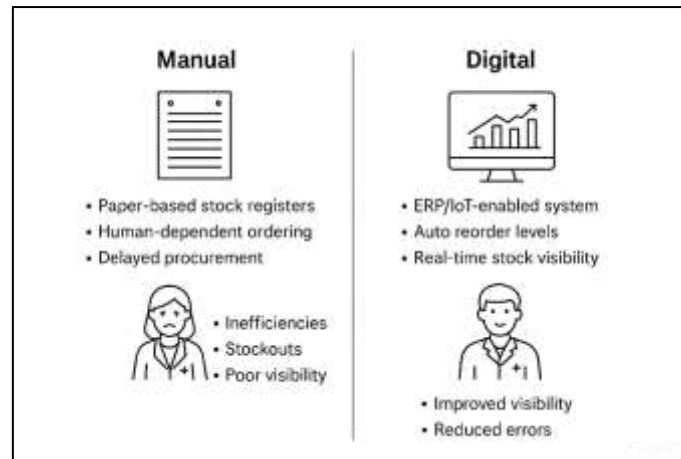 Manual
• Paper-based stock registers
• Human-dependent ordering
• Delayed procurement
• Inefficiencies
• Stockouts
• Poor visibility
Digital
• ERP/IoT-enabled system
• Auto reorder levels
• Real-time stock visibility
• Improved visibility
• Reduced errors